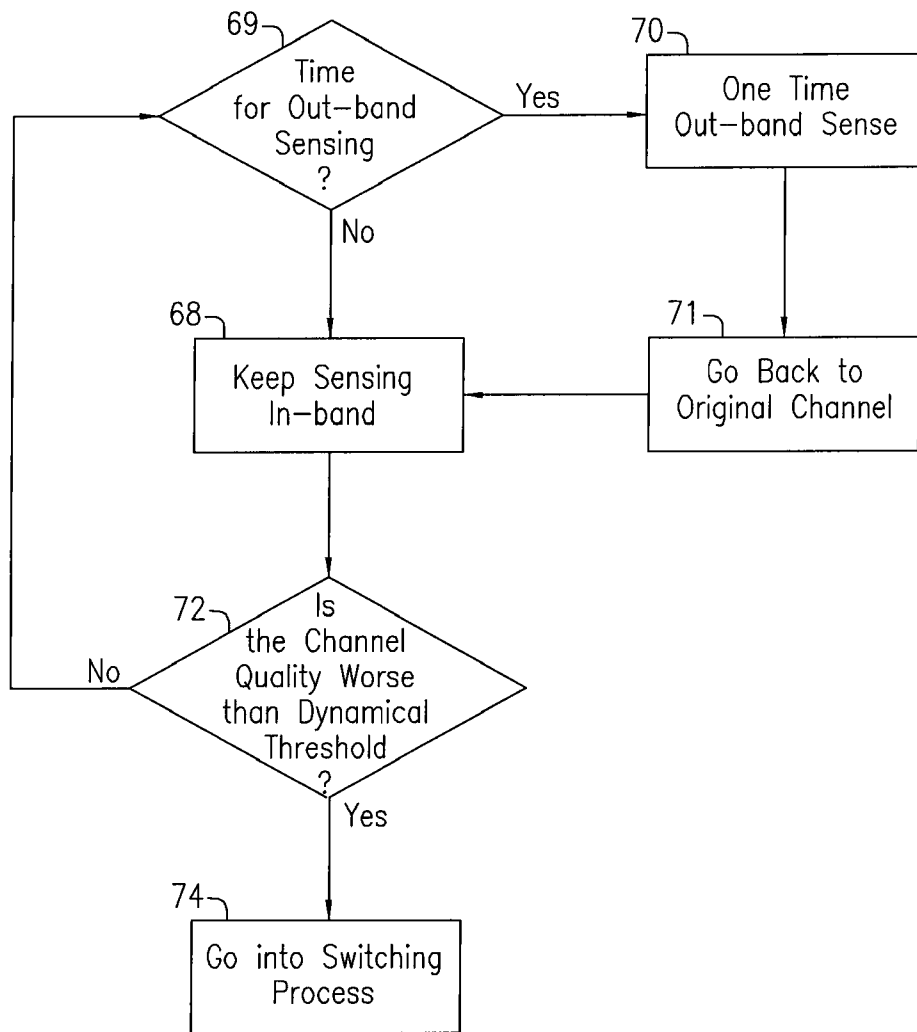 69
Time
for Out-band
Sensing
?
Yes
No
70
One Time
Out-band Sense
71
Go Back to
Original Channel
68
Keep Sensing
In-band
72
Is
the Channel
Quality Worse
than Dynamical
Threshold
?
No
Yes
74
Go into Switching
Process